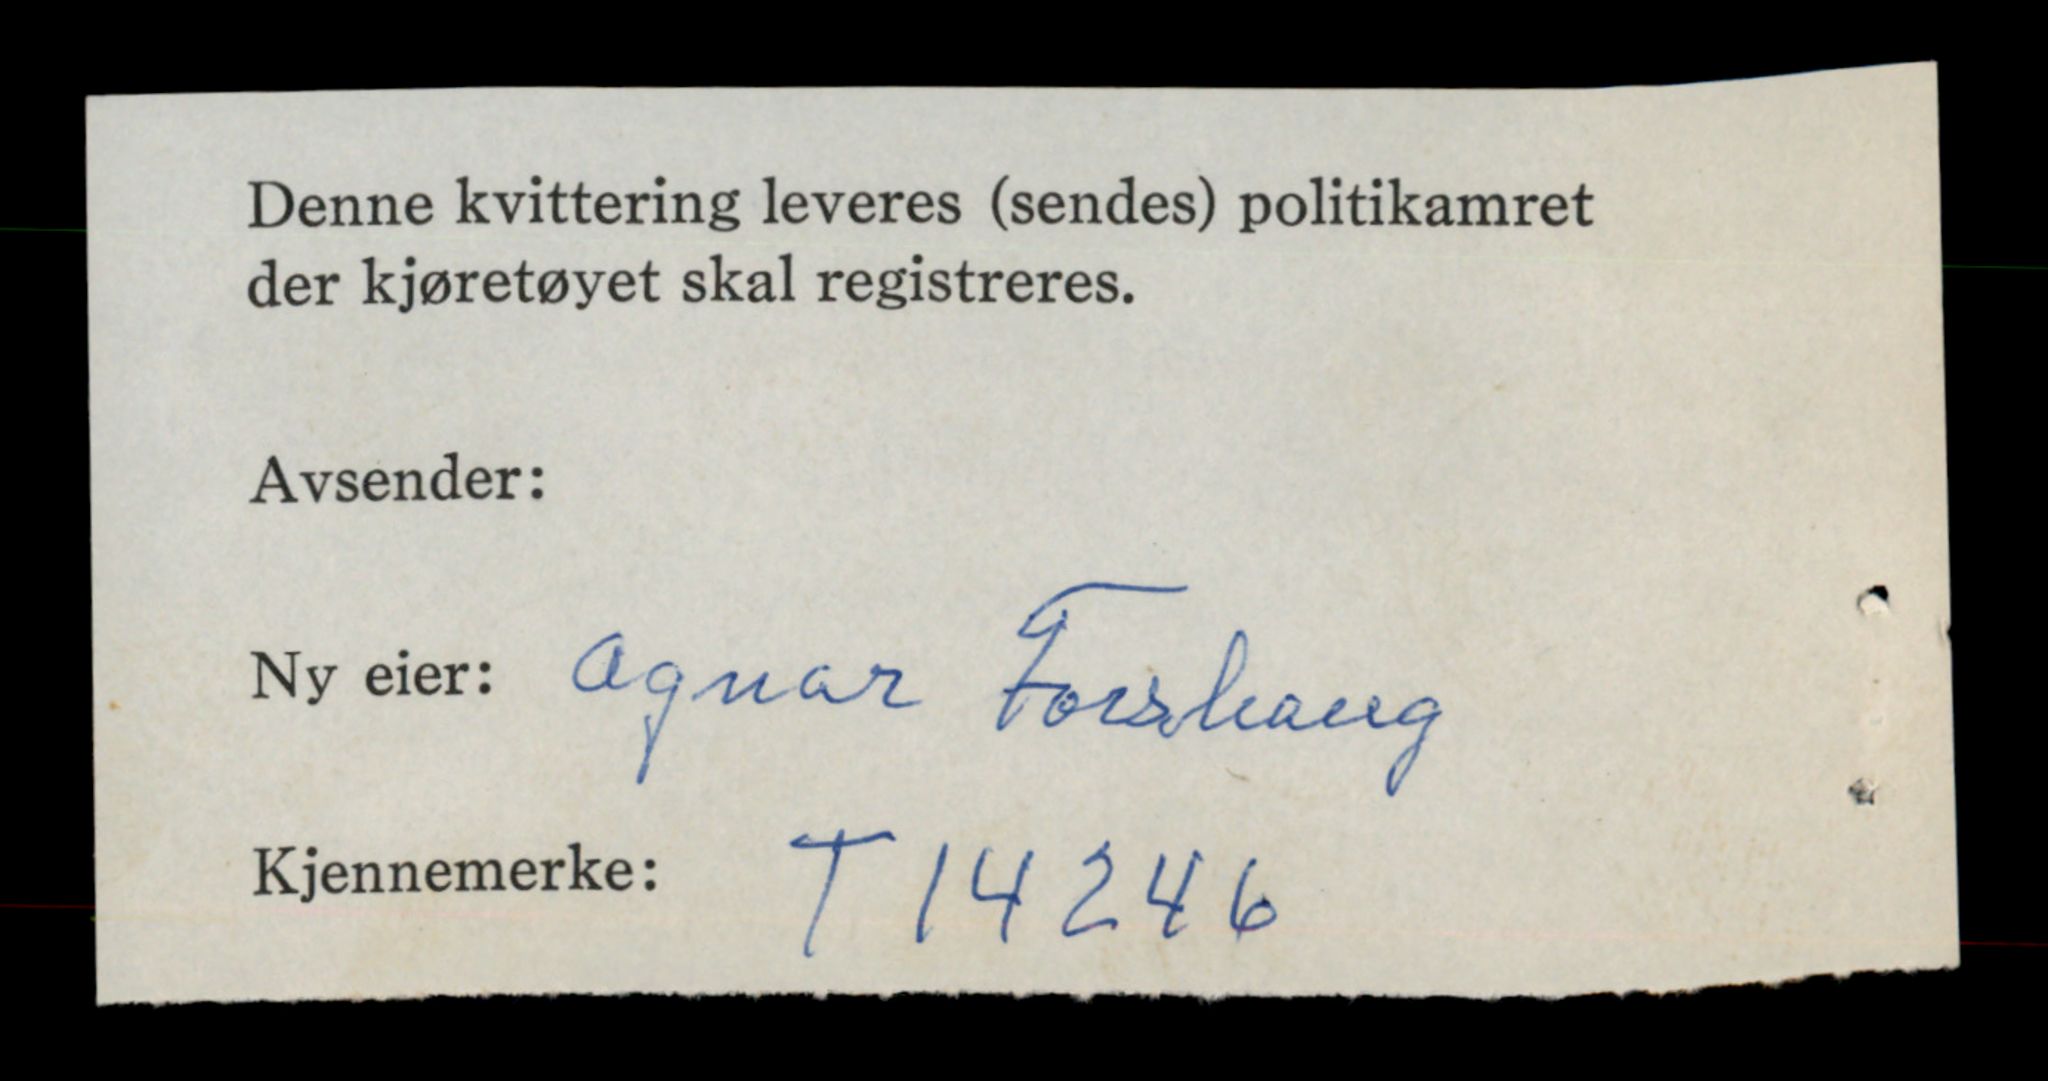 Denne kvittering leveres (sendes) politikamret
der kjøretøyet skal registreres.
Avsender:
Ny eier: Agnar Forshaug
Kjennemerke: T 14246